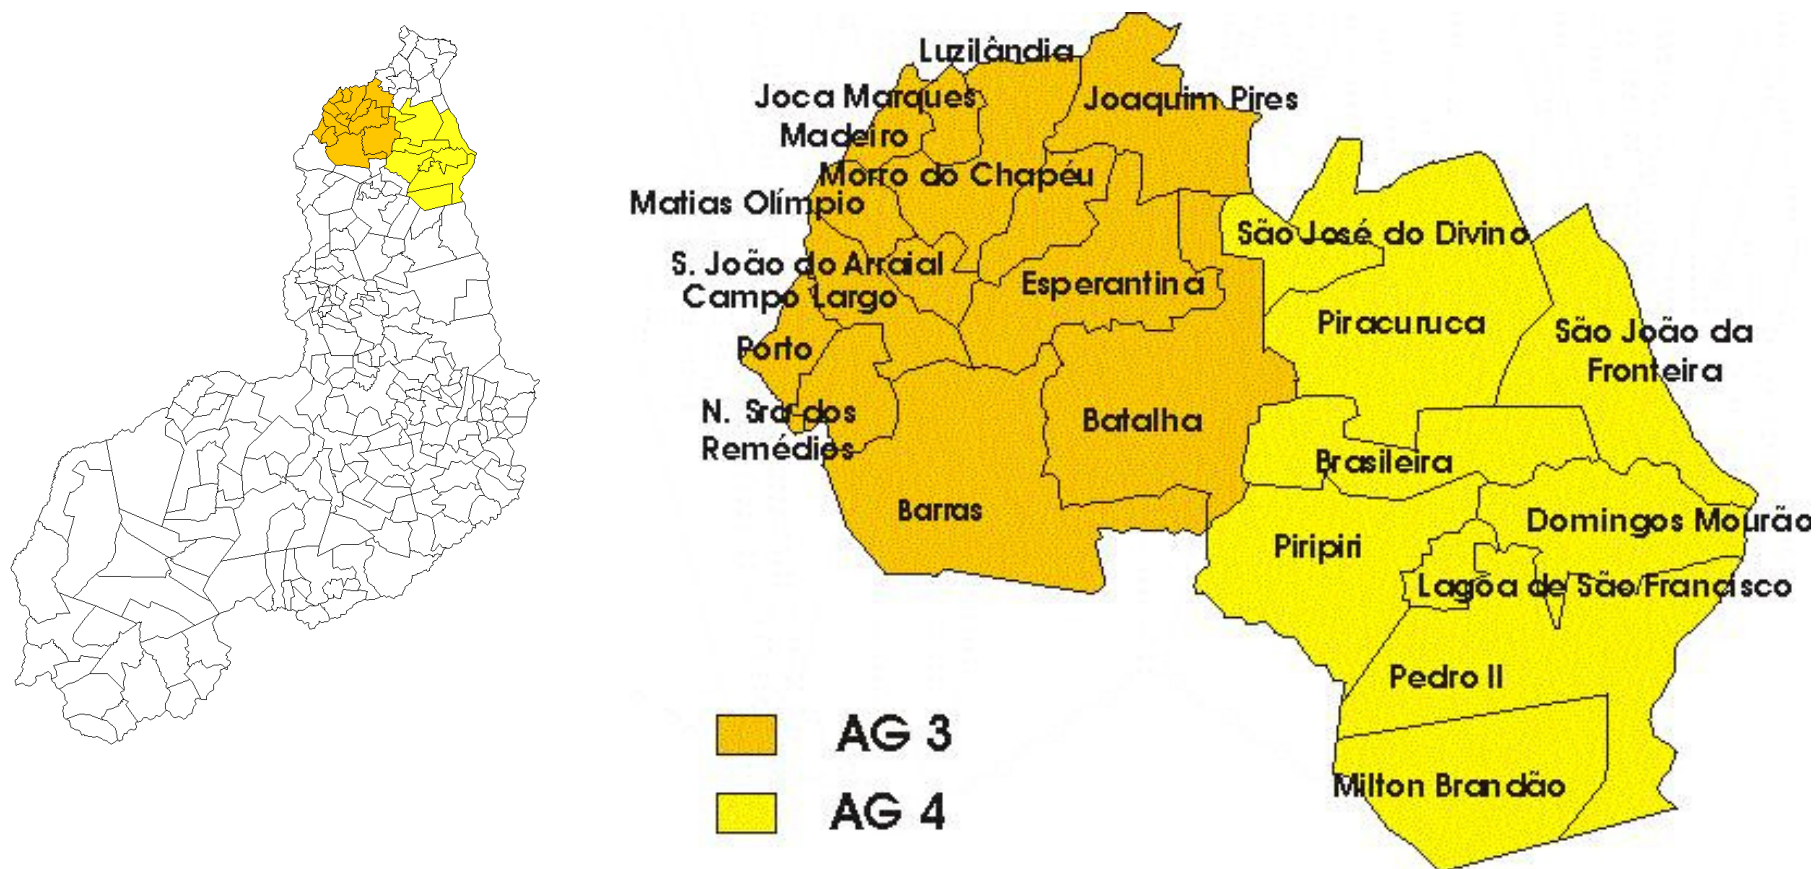 Luzilândia
Joca Marques
Joaquim Pires
Madeiro
Morro do Chapéu
Matias Olímpio
São José do Divino
S. João do Arraial
Campo Largo
Esperantina
Piracuruca
São João da
Fronteira
Porto
N. Sra dos
Remédios
Batalha
Brasileira
Barras
Domingos Mourão
Piripiri
Lagoa de São Francisco
Pedro II
Milton Brandão
AG 3
AG 4